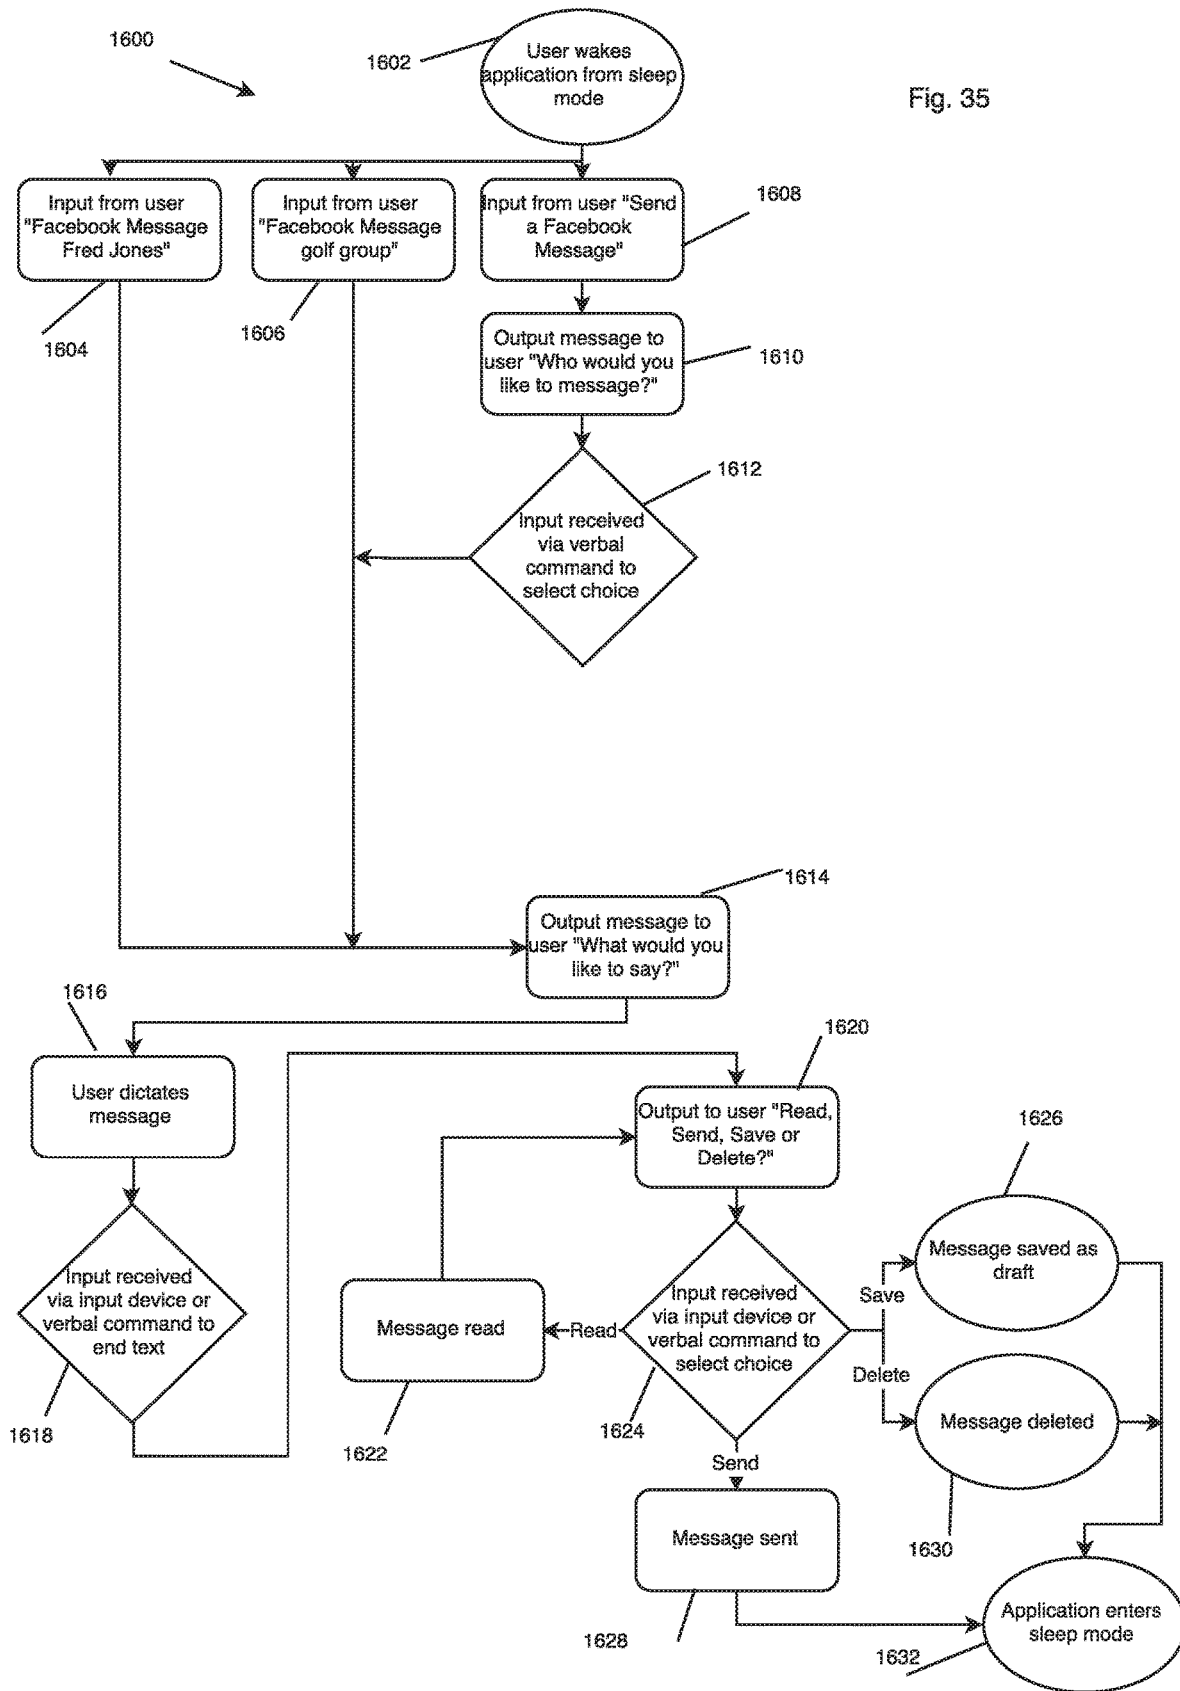 1600
1602
User wakes
application from sleep
mode
Fig. 35
Input from user
"Facebook Message
Fred Jones"
Input from user
"Facebook Message
golf group"
Input from user "Send
a Facebook
Message"
1608
1604
1606
Output message to
user "Who would you
like to message?"
1610
1612
Input received
via verbal
command to
select choice
1614
Output message to
user "What would you
like to say?"
1616
User dictates
message
1620
Output to user "Read,
Send, Save or
Delete?"
1626
Message saved as
draft
Input received
via input device or
verbal command to
end text
Message read
Read
Input received
via input device or
verbal command to
select choice
Save
Delete
1618
1622
1624
Message deleted
Send
Message sent
1630
1628
Application enters
sleep mode
1632